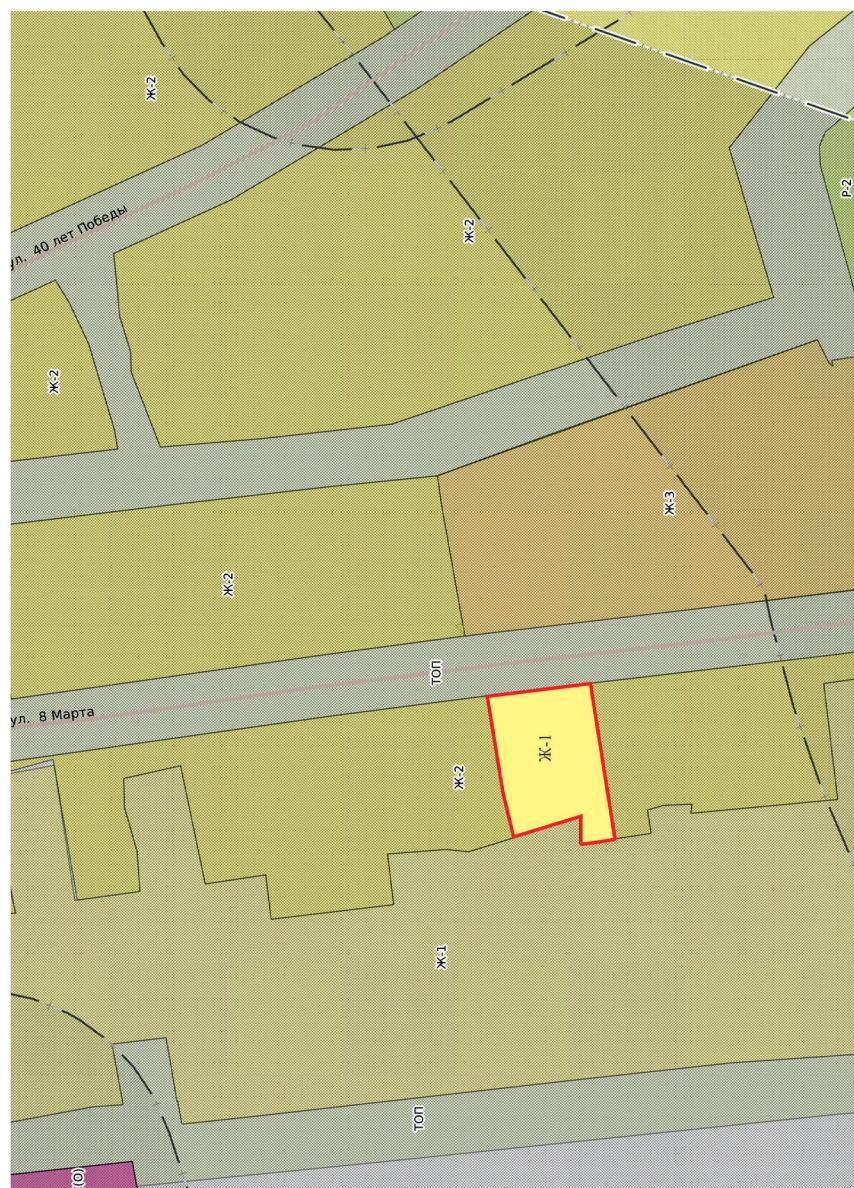 Ж-2
Р-2
ул. 40 лет Победы
Ж-2
Ж-2
Ж-3
Ж-2
ТОП
ул. 8 Марта
Ж-1
Ж-2
Ж-1
ТОП
(О)